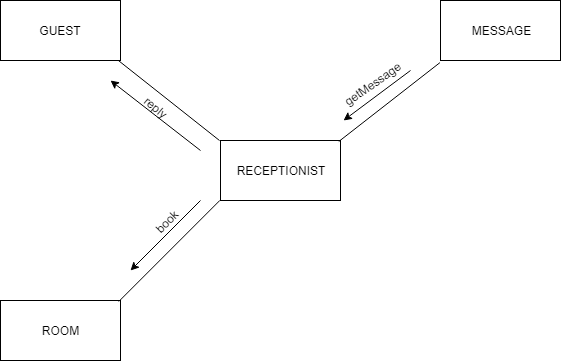 GUEST
MESSAGE
getMessage
reply
RECEPTIONIST
book
ROOM